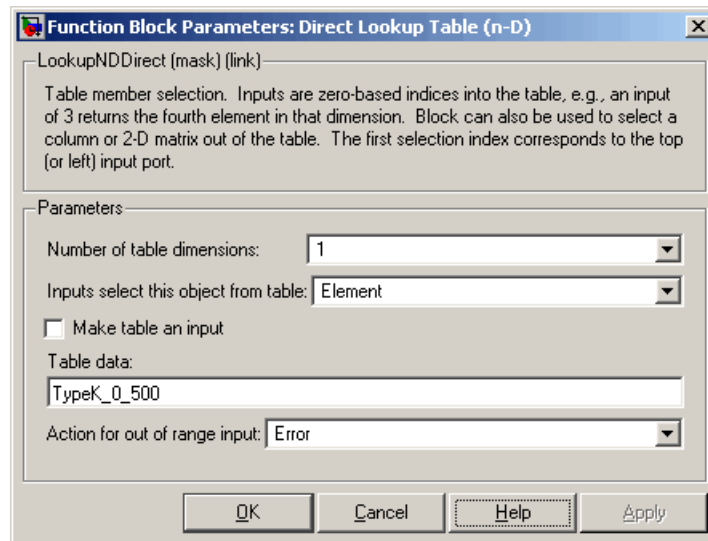 Function Block Parameters: Direct Lookup Table (n-D)
LookupNDDirect (mask) (link)
Table member selection. Inputs are zero-based indices into the table, e.g., an input
of 3 returns the fourth element in that dimension. Block can also be used to select a
column or 2-D matrix out of the table. The first selection index corresponds to the top
(or left) input port.
Parameters
Number of table dimensions: 1
Inputs select this object from table: Element
Make table an input
Table data:
TypeK_0_500
Action for out of range input: Error
OK Cancel Help Apply